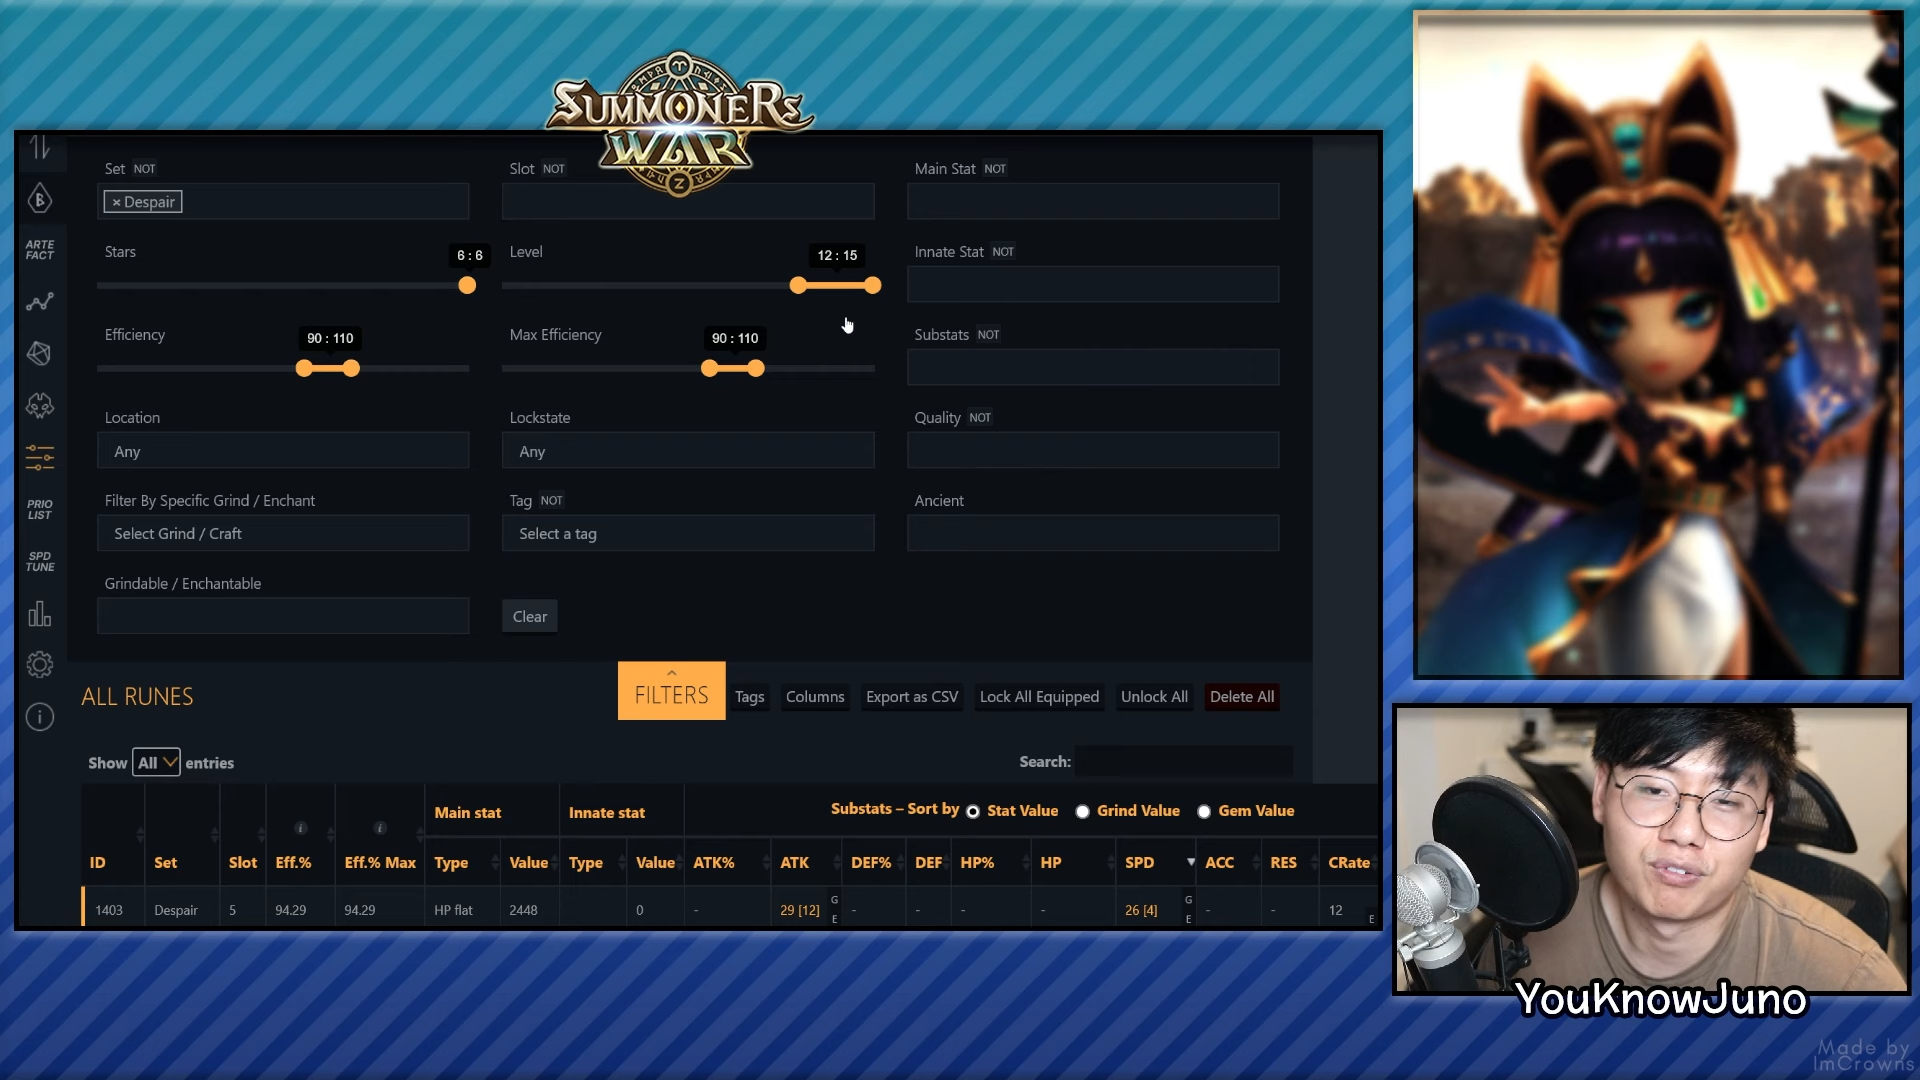 SUMMONERS
WAR
Set NOT
Slot NOT
Main Stat NOT
× Despair
ARTE
FACT
Stars
6 : 6
Level
12 : 15
Innate Stat NOT
Efficiency
90 : 110
Max Efficiency
90 : 110
Substats NOT
Location
Lockstate
Quality NOT
Any
Any
Filter By Specific Grind / Enchant
Tag NOT
Ancient
PRIO
LIST
Select Grind / Craft
Select a tag
SPD
TUNE
Grindable / Enchantable
Clear
ALL RUNES
FILTERS
Tags
Columns
Export as CSV
Lock All Equipped
Unlock All
Delete All
Show All entries
Search:
Main stat
Innate stat
Substats – Sort by Stat Value Grind Value Gem Value
ID Set Slot Eff.% Eff.% Max Type Value Type Value ATK% ATK DEF% DEF HP% HP SPD ACC RES CRate
1403 Despair 5 94.29 94.29 HP flat 2448 0 - 29 [12] G E - - - - 26 [4] G E - - 12 E
YouKnowJuno
Made by
ImCrowns